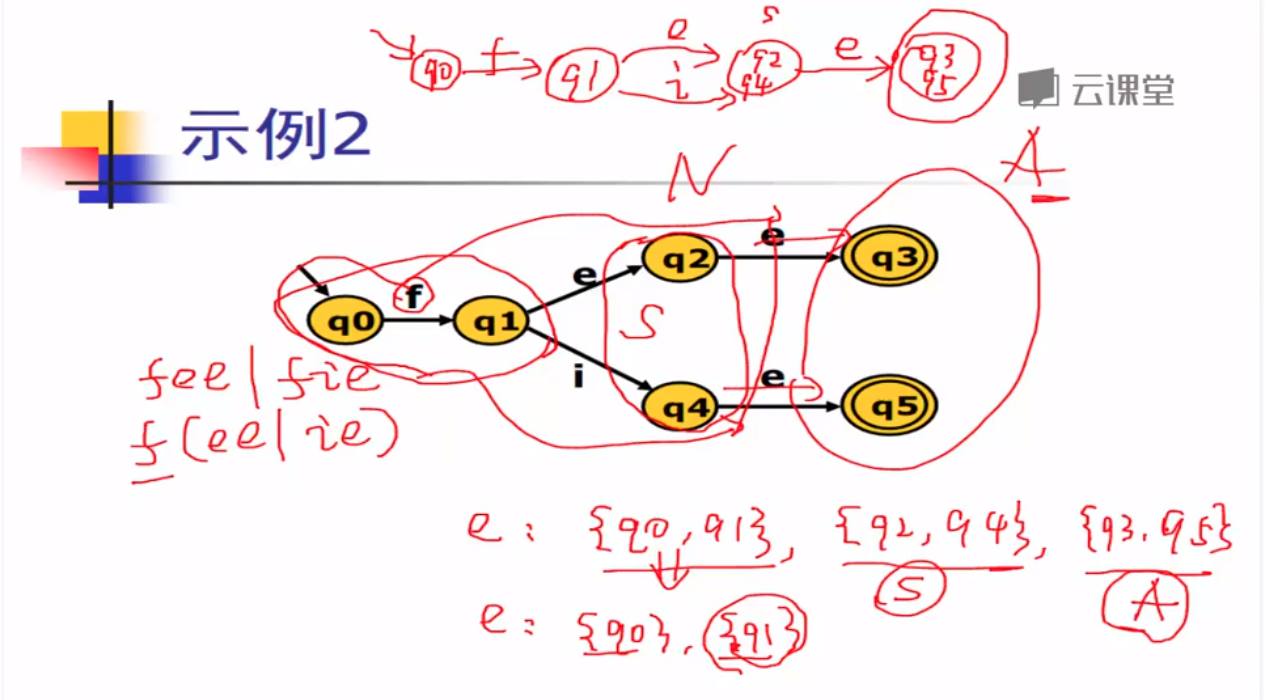 f e i s e
q0 q1 q2 q4 q3 q5
云课堂
示例2
N A
e q2 e q3
f
q0 q1
S
i q4 e q5
fee|fie
f(ee|ie)
e: {q0,q1}, {q2,q4}, {q3,q5}
S A
e: {q0}, {q1}